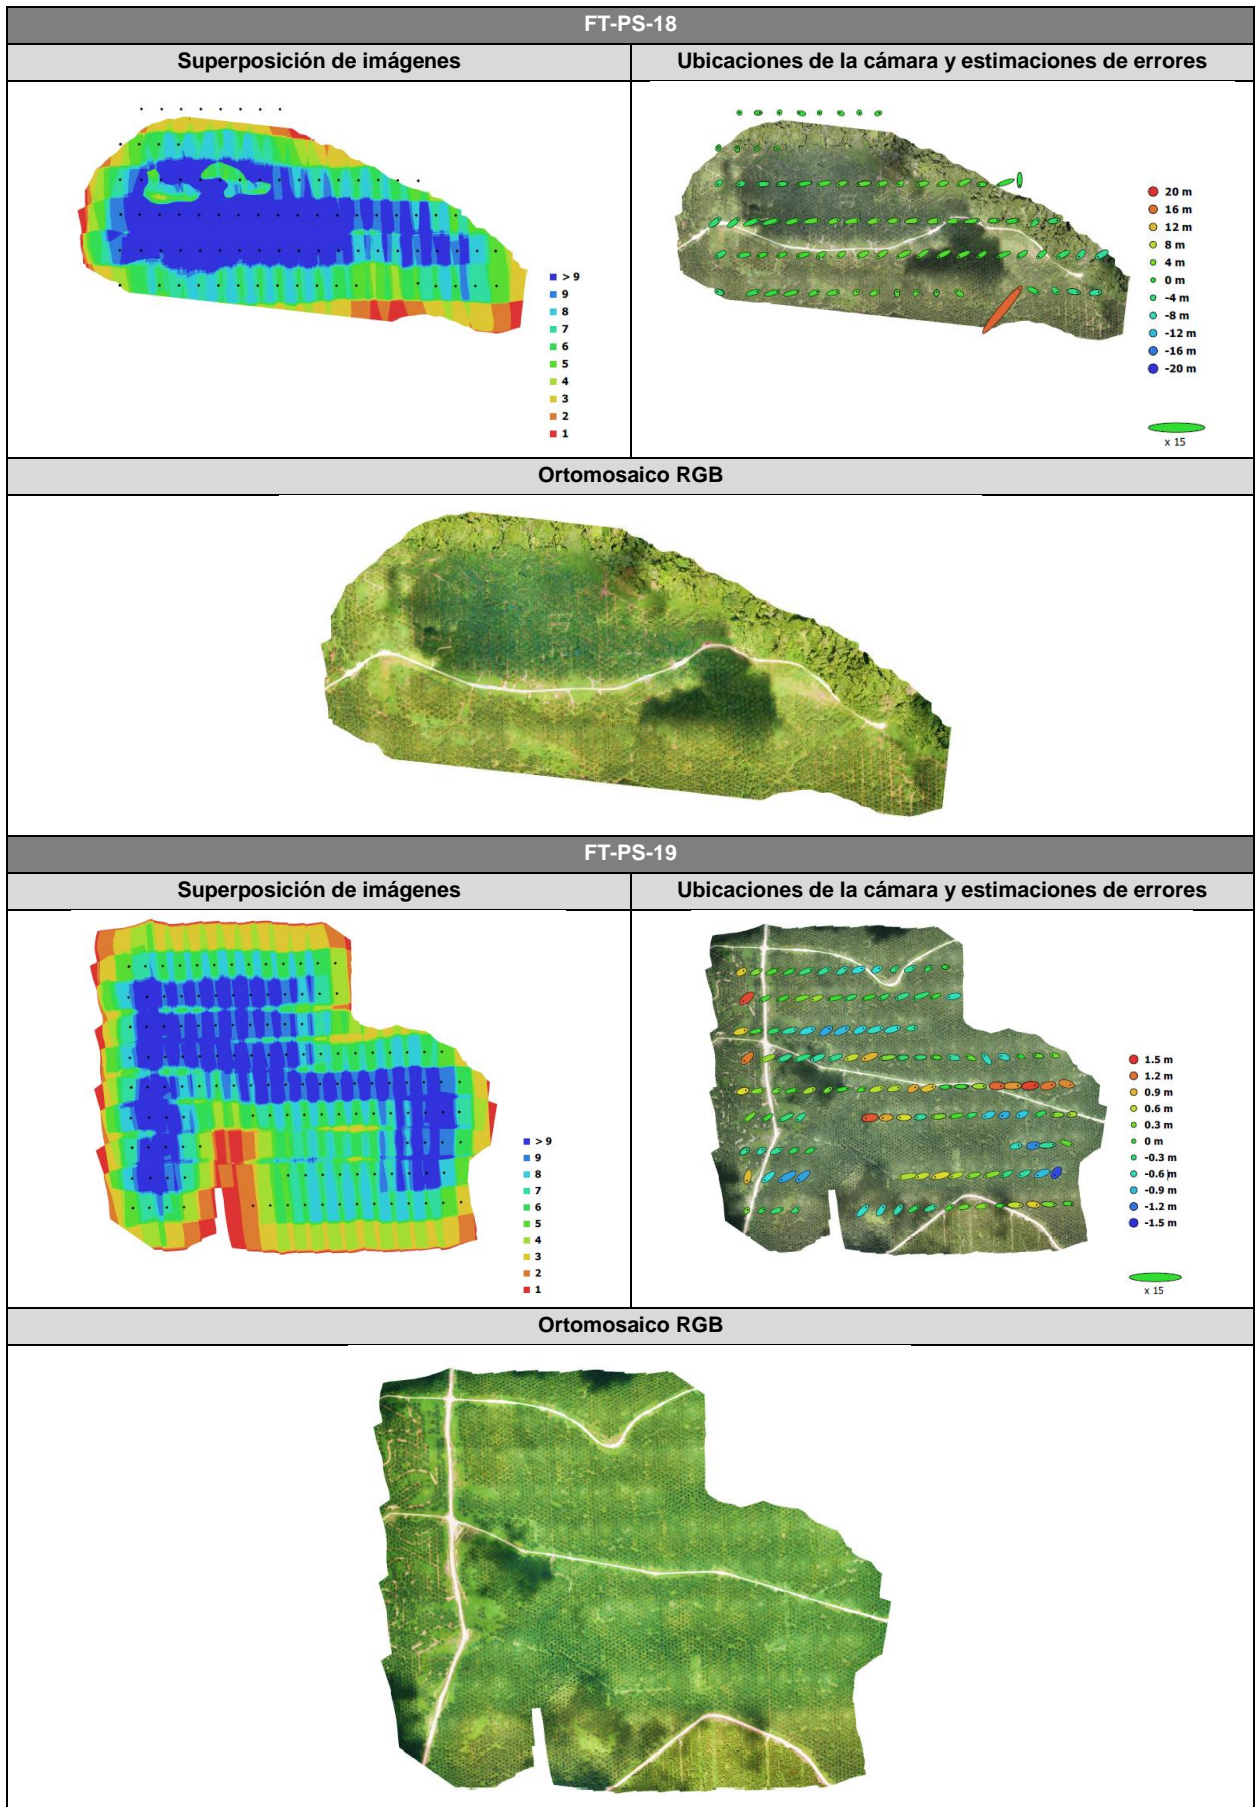 FT-PS-18
Superposición de imágenes
Ubicaciones de la cámara y estimaciones de errores
> 9
9
8
7
6
5
4
3
2
1
20 m
16 m
12 m
8 m
4 m
0 m
-4 m
-8 m
-12 m
-16 m
-20 m
x 15
Ortomosaico RGB
FT-PS-19
Superposición de imágenes
Ubicaciones de la cámara y estimaciones de errores
> 9
9
8
7
6
5
4
3
2
1
1.5 m
1.2 m
0.9 m
0.6 m
0.3 m
0 m
-0.3 m
-0.6 m
-0.9 m
-1.2 m
-1.5 m
x 15
Ortomosaico RGB